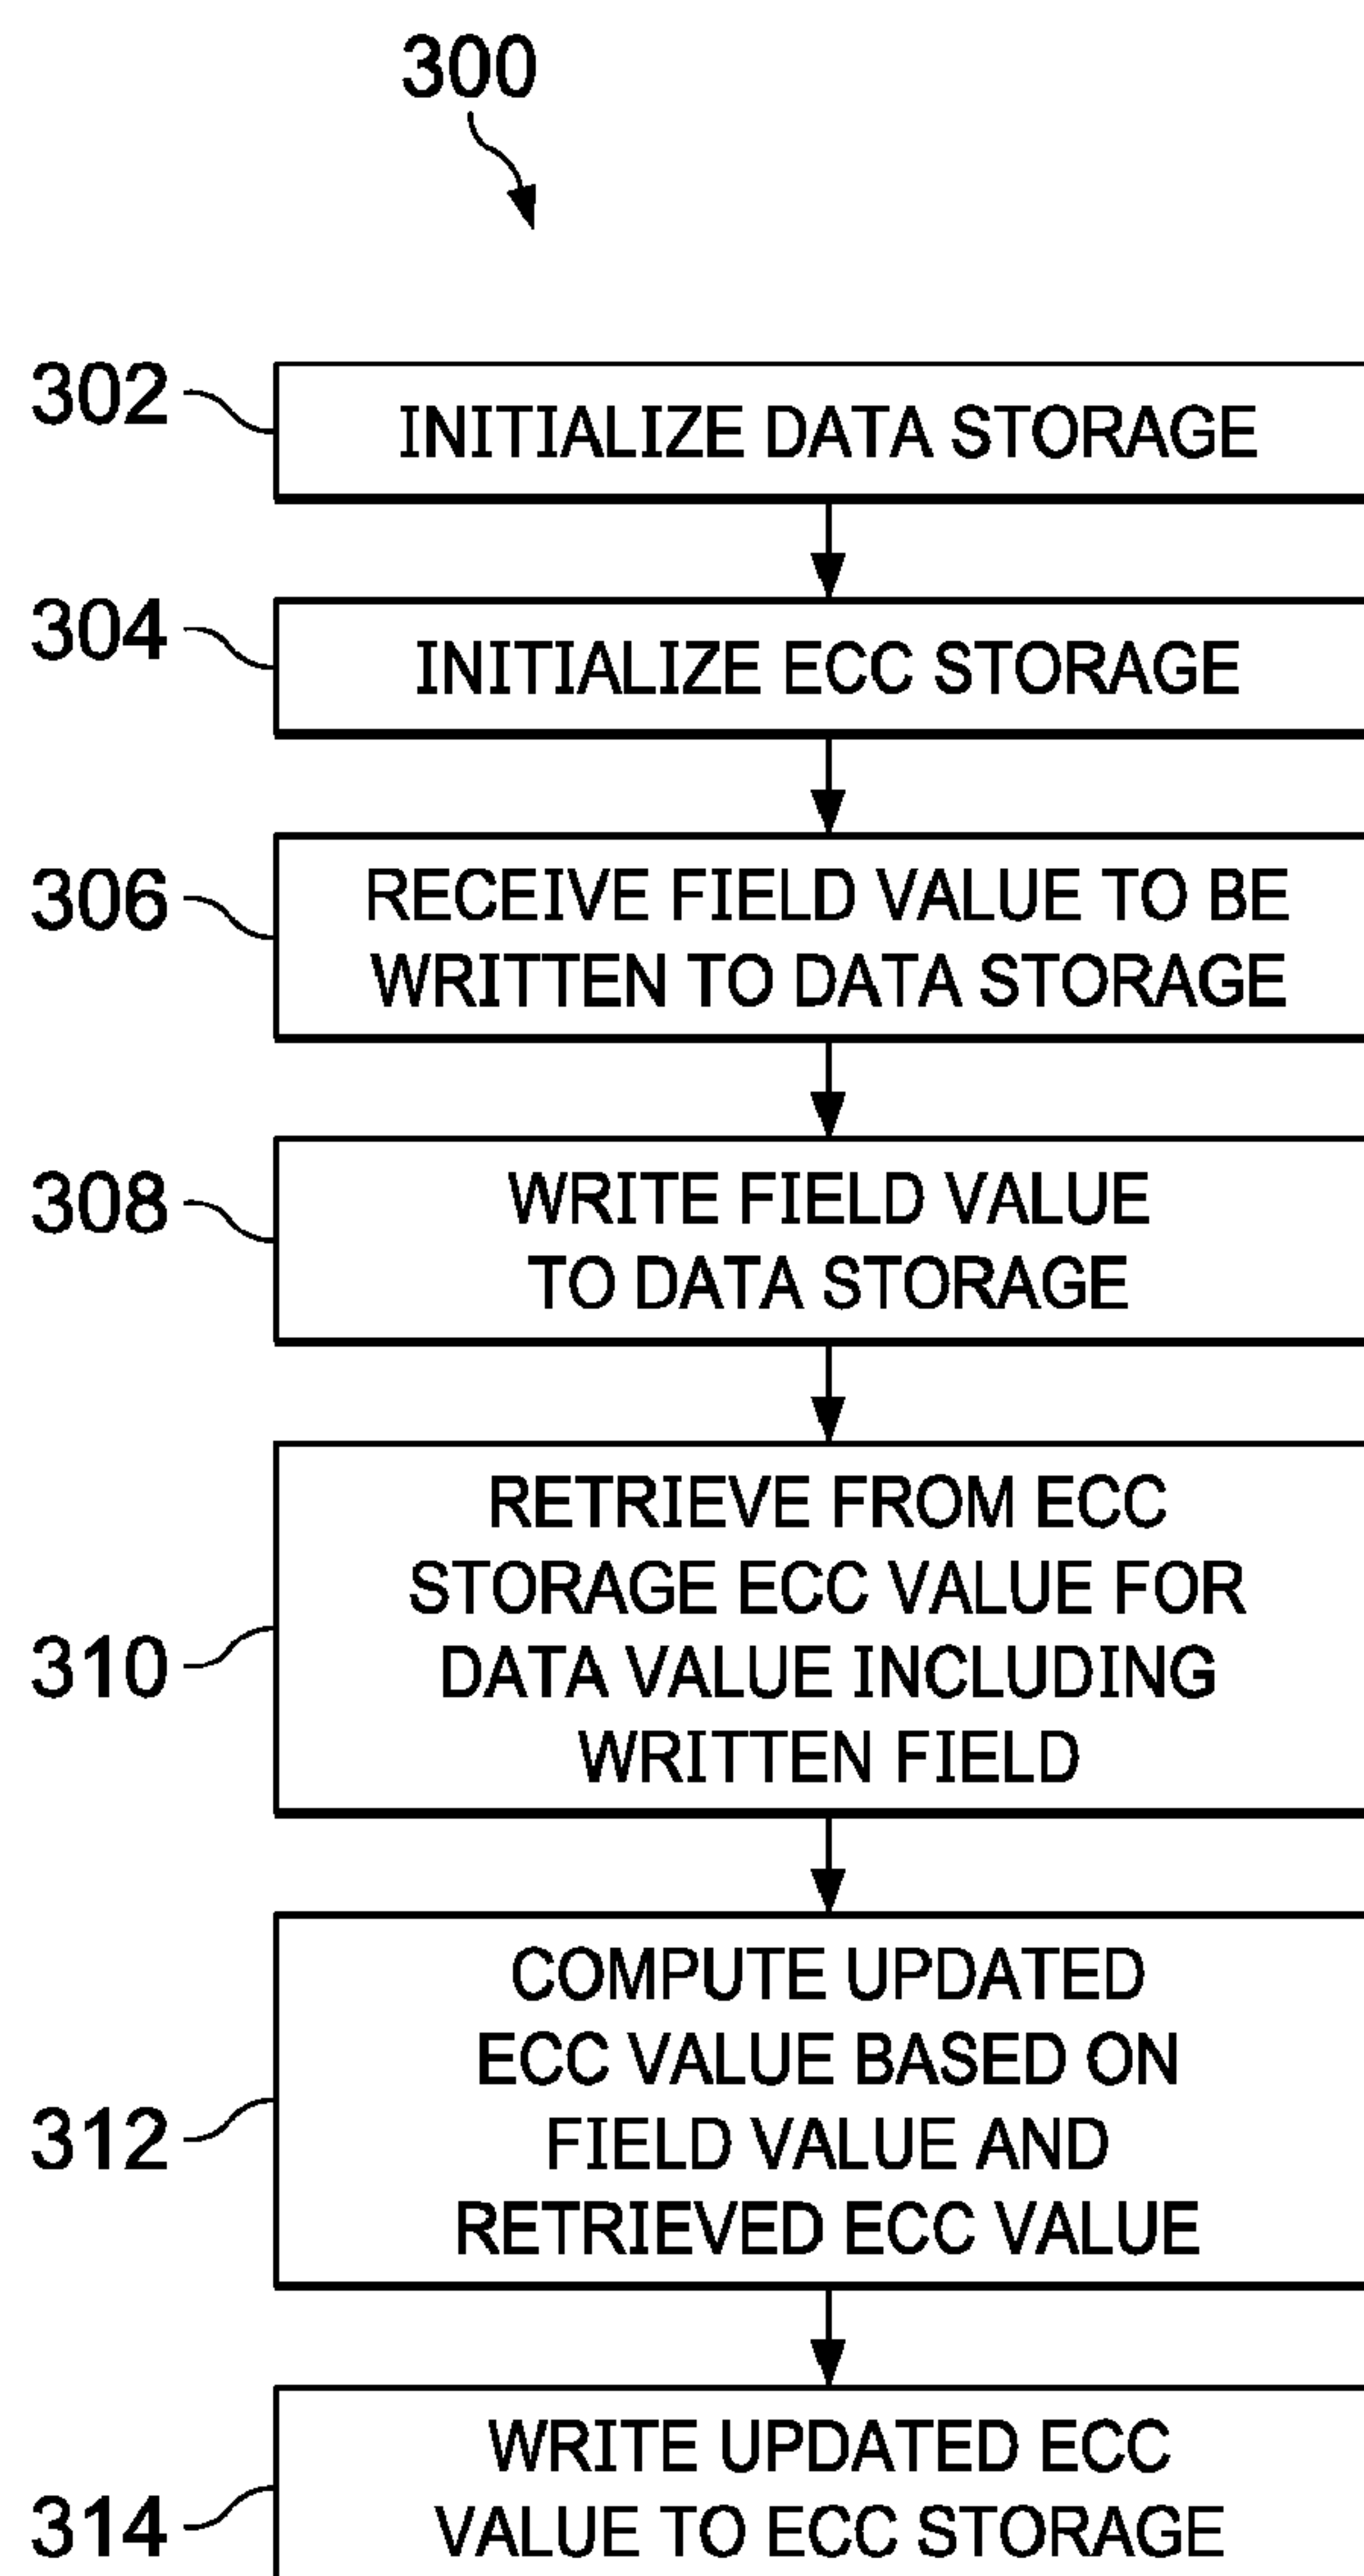 300
302
INITIALIZE DATA STORAGE
304
INITIALIZE ECC STORAGE
306
RECEIVE FIELD VALUE TO BE
WRITTEN TO DATA STORAGE
308
WRITE FIELD VALUE
TO DATA STORAGE
310
RETRIEVE FROM ECC
STORAGE ECC VALUE FOR
DATA VALUE INCLUDING
WRITTEN FIELD
312
COMPUTE UPDATED
ECC VALUE BASED ON
FIELD VALUE AND
RETRIEVED ECC VALUE
314
WRITE UPDATED ECC
VALUE TO ECC STORAGE